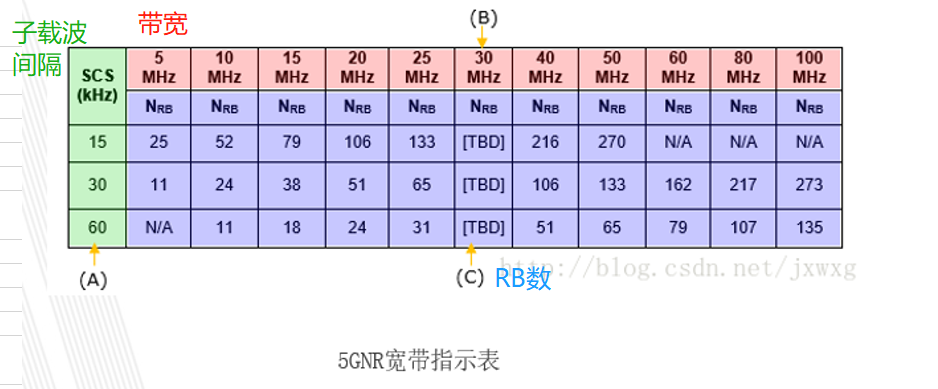 子载波 带宽 (B)
间隔
SCS (kHz) 5 MHz 10 MHz 15 MHz 20 MHz 25 MHz 30 MHz 40 MHz 50 MHz 60 MHz 80 MHz 100 MHz
NRB NRB NRB NRB NRB NRB NRB NRB NRB NRB NRB
15 25 52 79 106 133 [TBD] 216 270 N/A N/A N/A
30 11 24 38 51 65 [TBD] 106 133 162 217 273
60 N/A 11 18 24 31 [TBD] 51 65 79 107 135
http://blog.csdn.net/jxwxg
(A) (C) RB数
5GNR宽带指示表